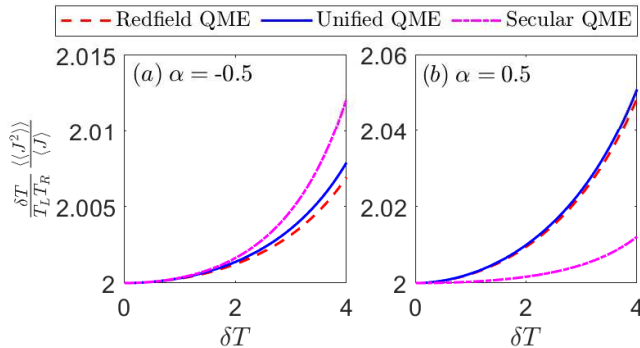 Redfield QME Unified QME Secular QME
(a) α = -0.5
(b) α = 0.5
δT/(T_L T_R) ⟨⟨J²⟩⟩/⟨J⟩
2.015
2.01
2.005
2
0 2 4
δT
2.06
2.04
2.02
2
0 2 4
δT